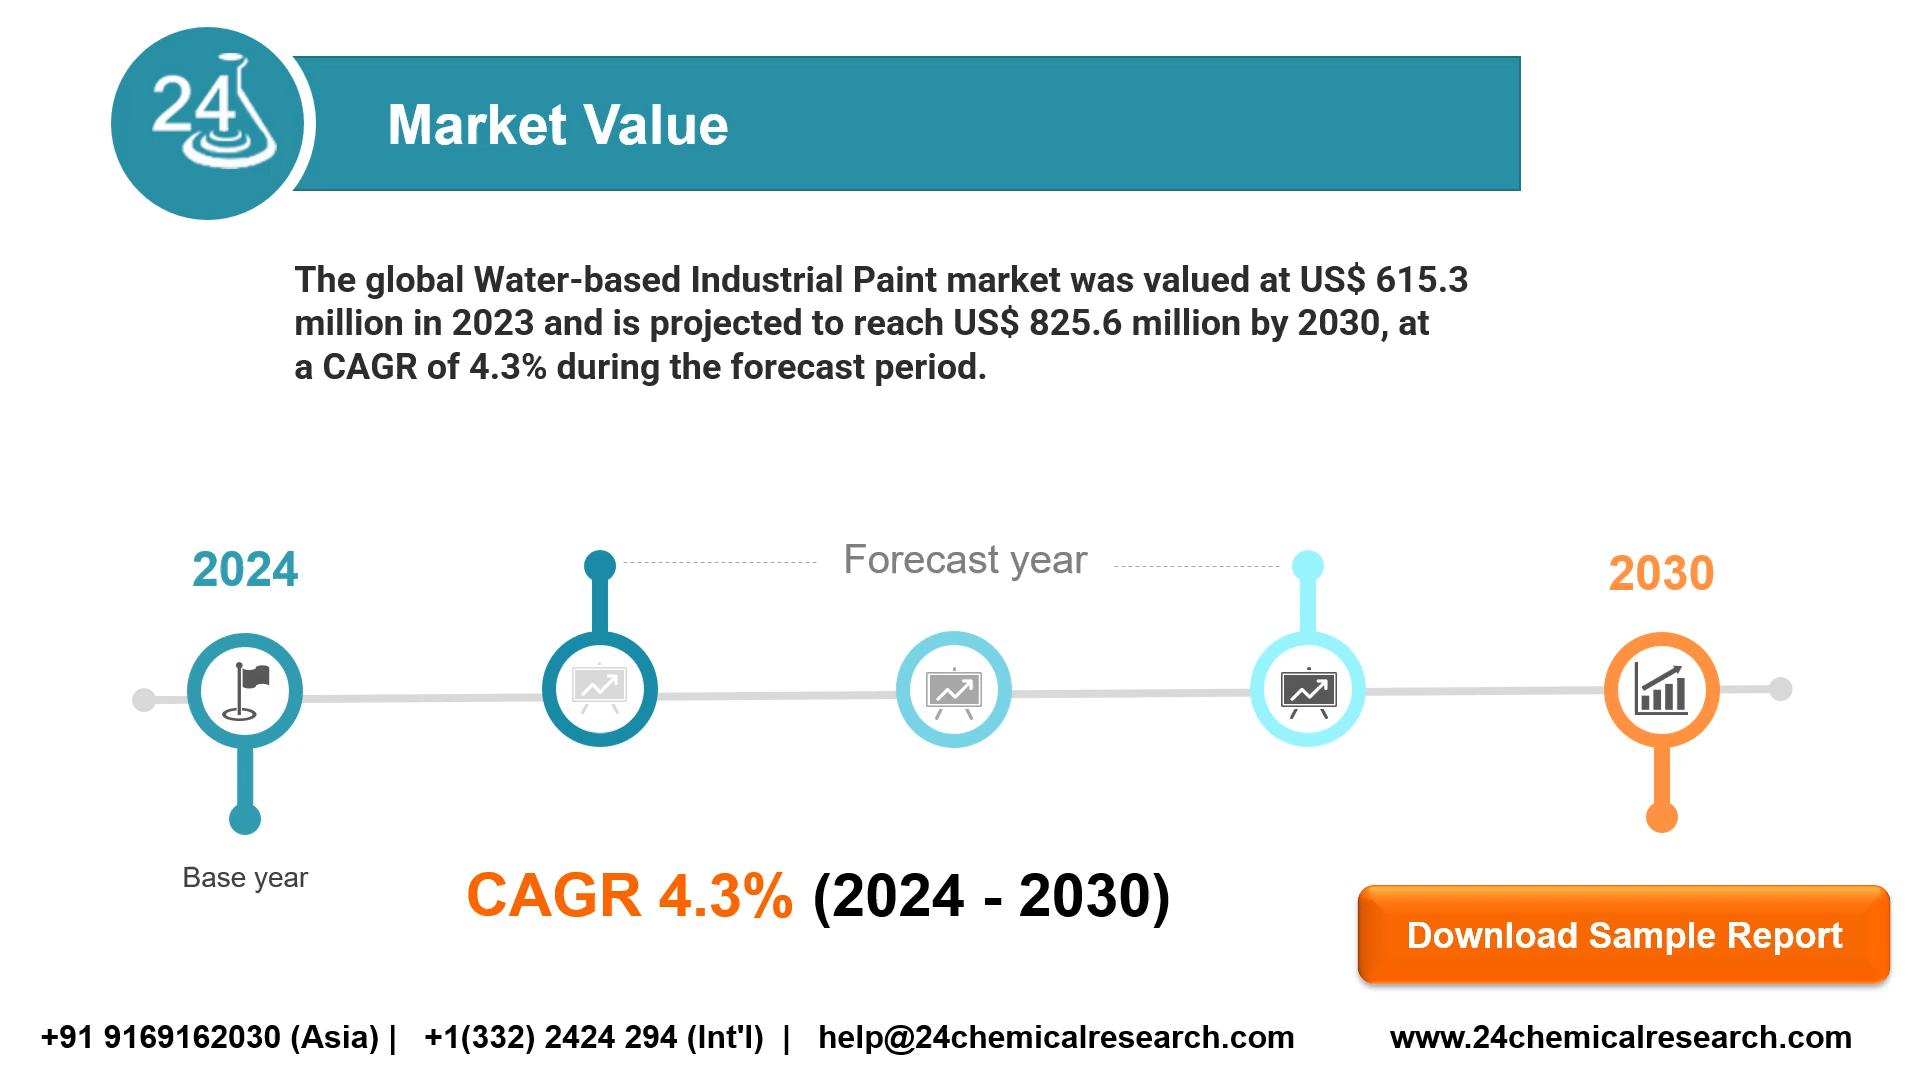 24
Market Value
The global Water-based Industrial Paint market was valued at US$ 615.3
million in 2023 and is projected to reach US$ 825.6 million by 2030, at
a CAGR of 4.3% during the forecast period.
2024
Forecast year
2030
Base year
CAGR 4.3% (2024 - 2030)
Download Sample Report
+91 9169162030 (Asia) | +1(332) 2424 294 (Int'l) | help@24chemicalresearch.com www.24chemicalresearch.com